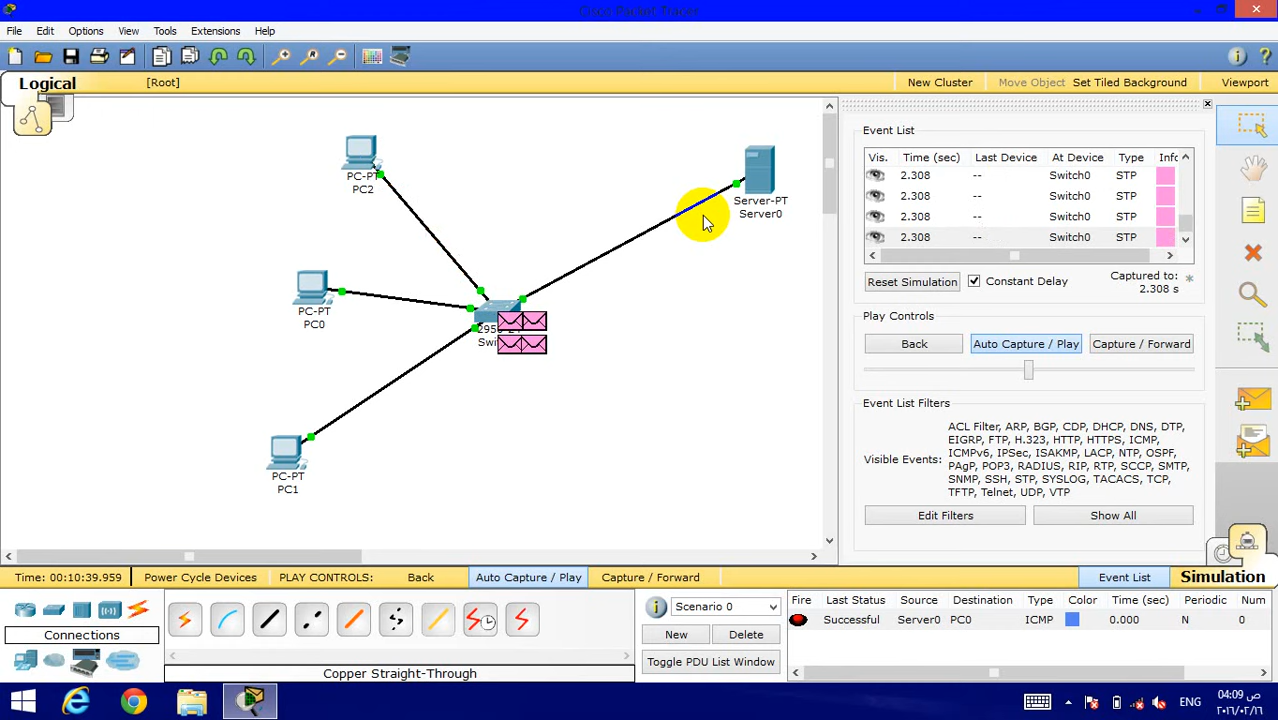 Cisco Packet Tracer
File Edit Options View Tools Extensions Help
Logical
[Root]
New Cluster
Move Object
Set Tiled Background
Viewport
PC-PT
PC2
PC-PT
PC0
PC-PT
PC1
Server-PT
Server0
Event List
Vis. Time (sec) Last Device At Device Type Info
2.308 -- Switch0 STP
2.308 -- Switch0 STP
2.308 -- Switch0 STP
2.308 -- Switch0 STP
Reset Simulation
Constant Delay
Captured to:
2.308 s
*
Play Controls
Back
Auto Capture / Play
Capture / Forward
Event List Filters
Visible Events:
ACL Filter, ARP, BGP, CDP, DHCP, DNS, DTP,
EIGRP, FTP, H.323, HTTP, HTTPS, ICMP,
ICMPv6, IPSec, ISAKMP, LACP, NTP, OSPF,
PAgP, POP3, RADIUS, RIP, RTP, SCCP, SMTP,
SNMP, SSH, STP, SYSLOG, TACACS, TCP,
TFTP, Telnet, UDP, VTP
Edit Filters
Show All
Time: 00:10:39.959
Power Cycle Devices
PLAY CONTROLS:
Back
Auto Capture / Play
Capture / Forward
Event List
Simulation
Connections
Copper Straight-Through
Scenario 0
New
Delete
Toggle PDU List Window
Fire Last Status Source Destination Type Color Time (sec) Periodic Num
Successful Server0 PC0 ICMP 0.000 N 0
ENG
04:09 ص
٢٠١٦/٠٢/١٦